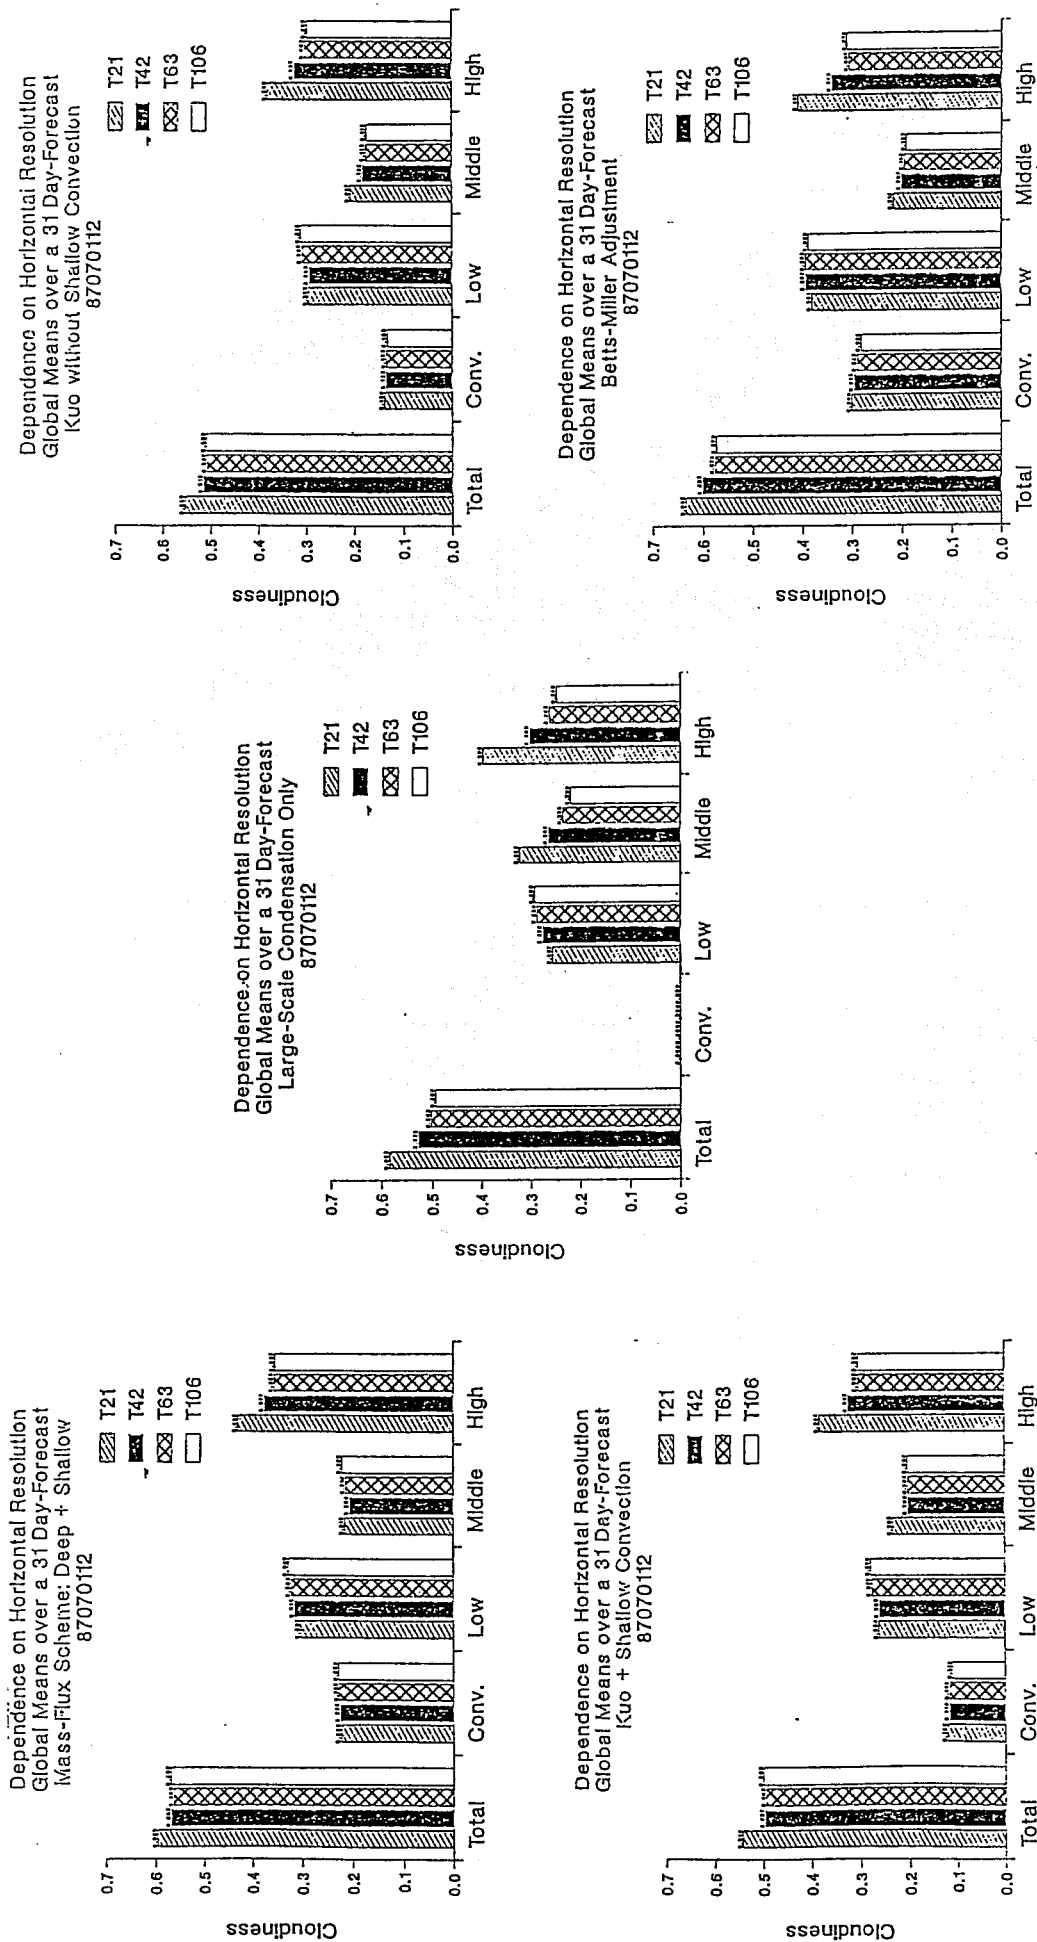 Dependence on Horizontal Resolution
Global Means over a 31 Day-Forecast
Mass-Flux Scheme: Deep + Shallow
87070112
T21
T42
T63
T106
Cloudiness
0.7
0.6
0.5
0.4
0.3
0.2
0.1
0.0
Total
Conv.
Low
Middle
High
Dependence on Horizontal Resolution
Global Means over a 31 Day-Forecast
Kuo without Shallow Convection
87070112
T21
T42
T63
T106
Cloudiness
0.7
0.6
0.5
0.4
0.3
0.2
0.1
0.0
Total
Conv.
Low
Middle
High
Dependence on Horizontal Resolution
Global Means over a 31 Day-Forecast
Large-Scale Condensation Only
87070112
T21
T42
T63
T106
Cloudiness
0.7
0.6
0.5
0.4
0.3
0.2
0.1
0.0
Total
Conv.
Low
Middle
High
Dependence on Horizontal Resolution
Global Means over a 31 Day-Forecast
Kuo + Shallow Convection
87070112
T21
T42
T63
T106
Cloudiness
0.7
0.6
0.5
0.4
0.3
0.2
0.1
0.0
Total
Conv.
Low
Middle
High
Dependence on Horizontal Resolution
Global Means over a 31 Day-Forecast
Betts-Miller Adjustment
87070112
T21
T42
T63
T106
Cloudiness
0.7
0.6
0.5
0.4
0.3
0.2
0.1
0.0
Total
Conv.
Low
Middle
High